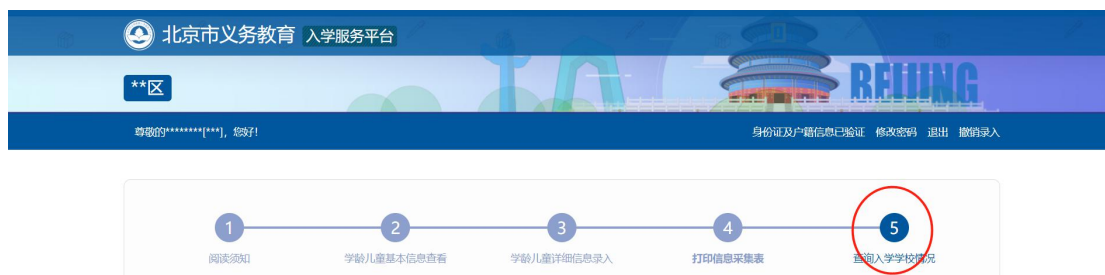 北京市义务教育 入学服务平台
**区
BEIJING
尊敬的********[***]，您好!
身份证及户籍信息已验证 修改密码 退出 撤销录入
1 2 3 4 5
阅读须知 学龄儿童基本信息查看 学龄儿童详细信息录入 打印信息采集表 查询入学学校情况